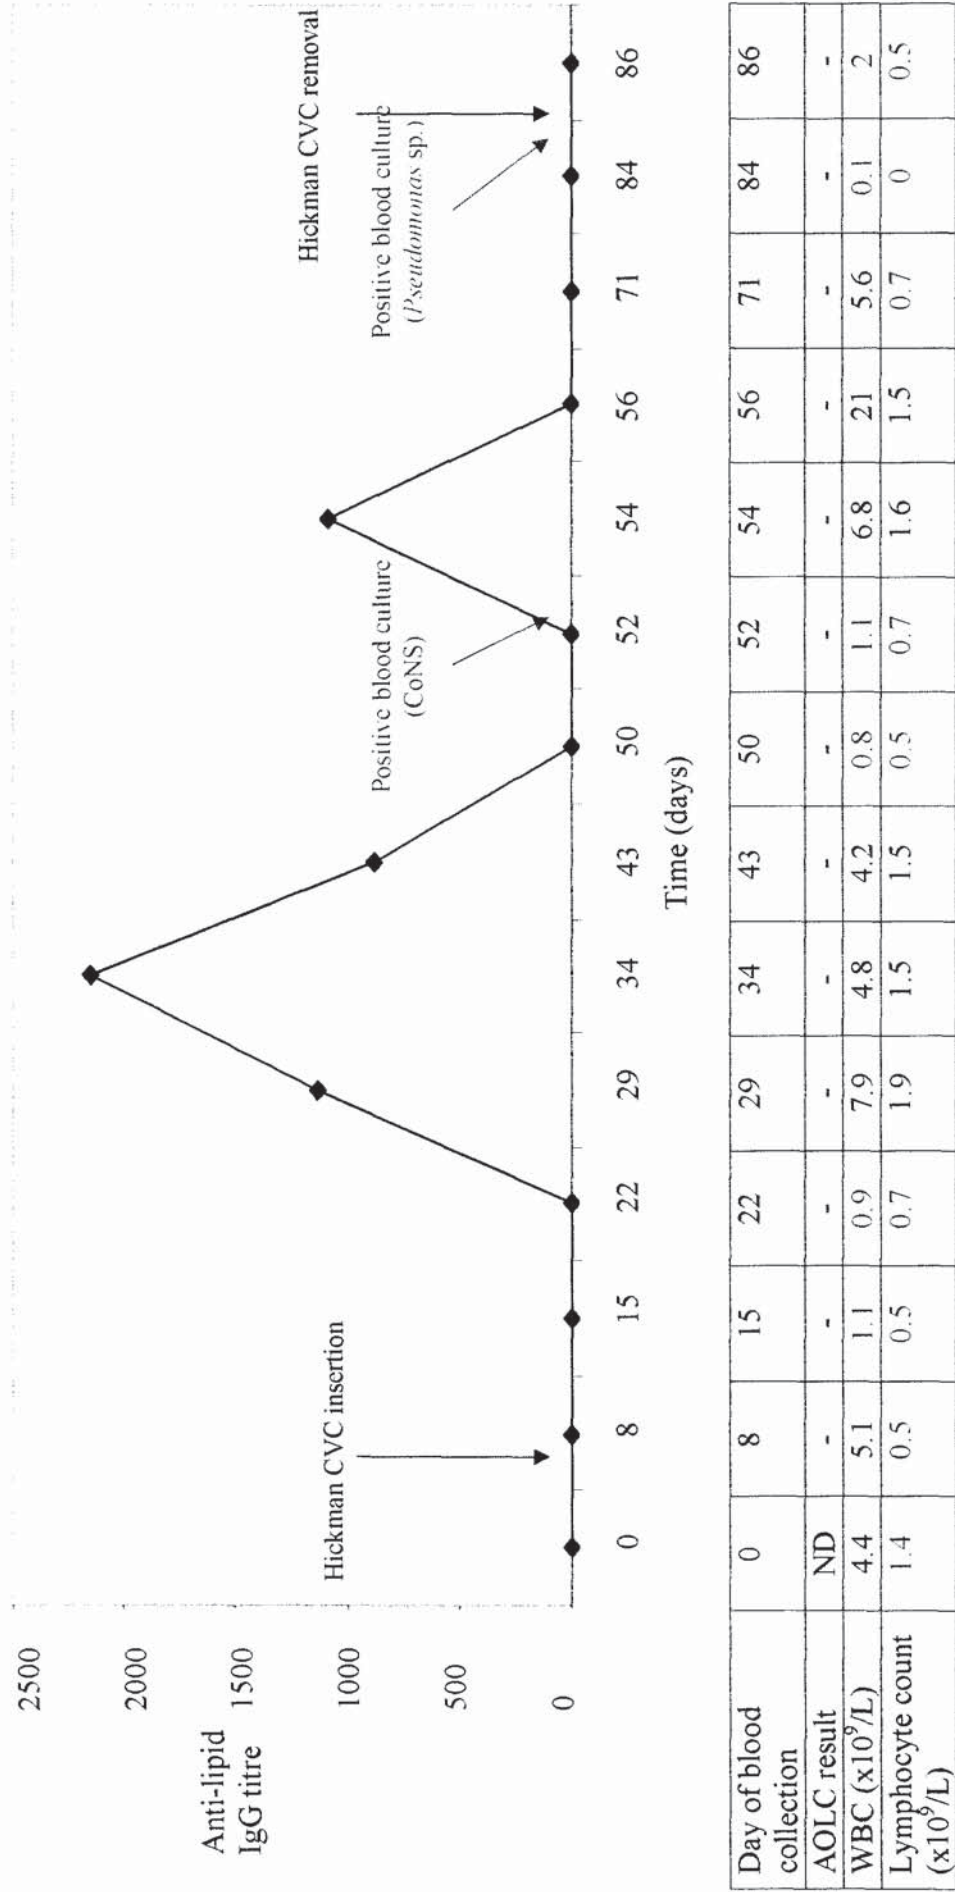 2500
2000
1500
1000
500
0
Anti-lipid
IgG titre
Hickman CVC insertion
Positive blood culture
(CoNS)
Positive blood culture
(Pseudomonas sp.)
Hickman CVC removal
0 8 15 22 29 34 43 50 52 54 56 71 84 86
Time (days)
Day of blood
collection
0 8 15 22 29 34 43 50 52 54 56 71 84 86
AOLC result ND - - - - - - - - - - - - -
WBC (x10⁹/L) 4.4 5.1 1.1 0.9 7.9 4.8 4.2 0.8 1.1 6.8 21 5.6 0.1 2
Lymphocyte count
(x10⁹/L)
1.4 0.5 0.5 0.7 1.9 1.5 1.5 0.5 0.7 1.6 1.5 0.7 0 0.5